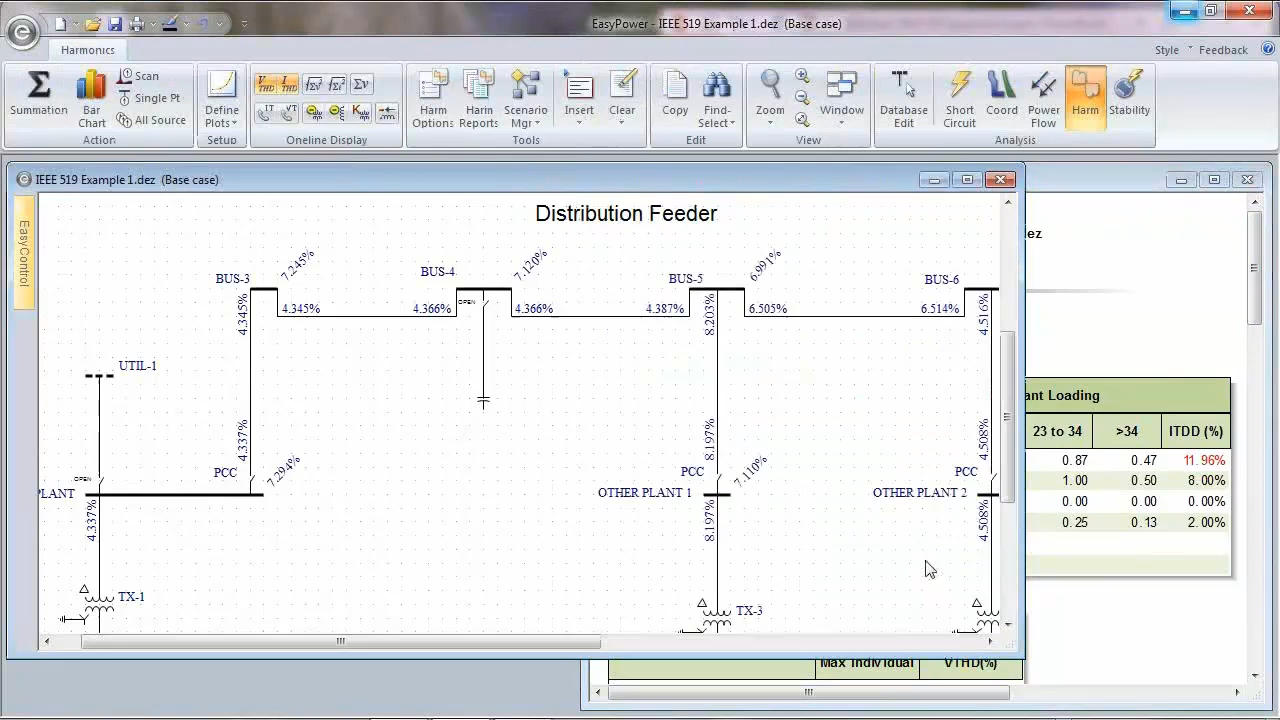 EasyPower - IEEE 519 Example 1.dez (Base case)
Harmonics
Style
Feedback
Summation
Bar Chart
Scan
Single Pt
All Source
Define Plots
Harm Options
Harm Reports
Scenario Mgr
Insert
Clear
Copy
Find- Select
Zoom
Window
Database Edit
Short Circuit
Coord
Power Flow
Harm
Stability
Action
Setup
Oneline Display
Tools
Edit
View
Analysis
IEEE 519 Example 1.dez (Base case)
EasyControl
Distribution Feeder
BUS-3
7.245%
BUS-4
7.120%
BUS-5
6.991%
BUS-6
4.345%
4.345%
4.366%
OPEN
4.366%
4.387%
8.203%
6.505%
6.514%
4.516%
UTIL-1
4.337%
8.197%
4.508%
PCC
7.294%
PCC
7.110%
PCC
OPEN
PLANT
OTHER PLANT 1
OTHER PLANT 2
4.337%
8.197%
4.508%
TX-1
TX-3
ez
ant Loading
23 to 34 >34 ITDD (%)
0.87 0.47 11.96%
1.00 0.50 8.00%
0.00 0.00 0.00%
0.25 0.13 2.00%
Max Individual VTHD(%)